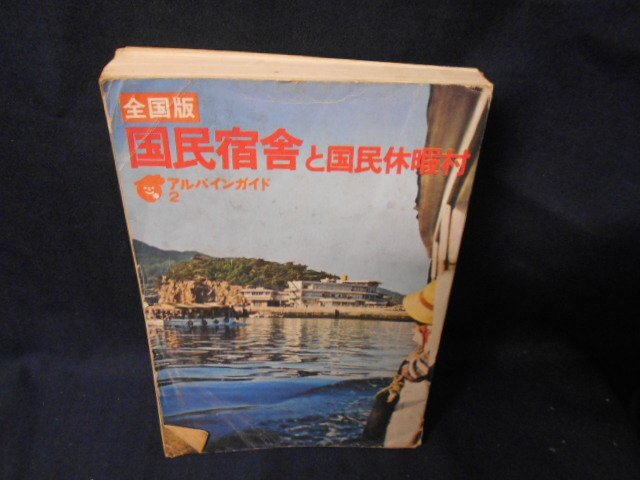 全国版
国民宿舎と国民休暇村
アルパインガイド
2